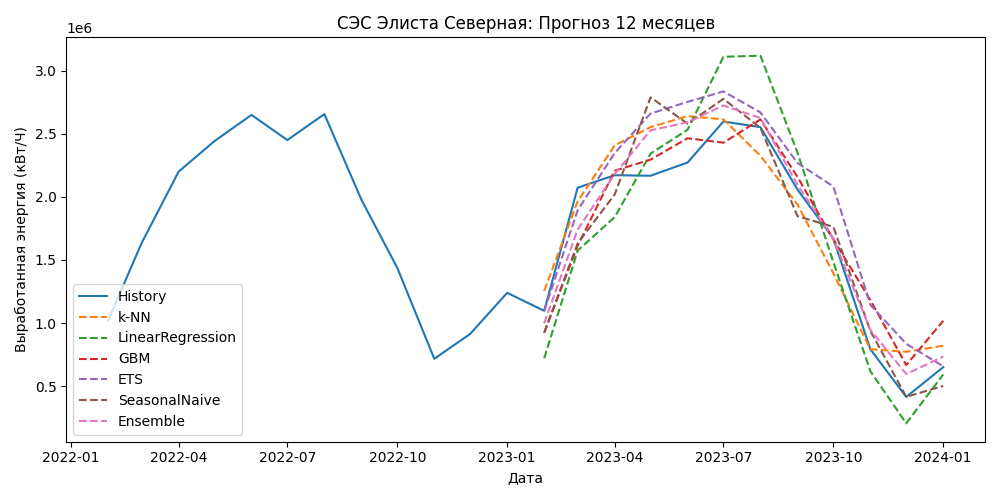 СЭС Элиста Северная: Прогноз 12 месяцев
1e6
3.0
2.5
2.0
1.5
1.0
0.5
Выработанная энергия (кВт/Ч)
History
k-NN
LinearRegression
GBM
ETS
SeasonalNaive
Ensemble
2022-01 2022-04 2022-07 2022-10 2023-01 2023-04 2023-07 2023-10 2024-01
Дата